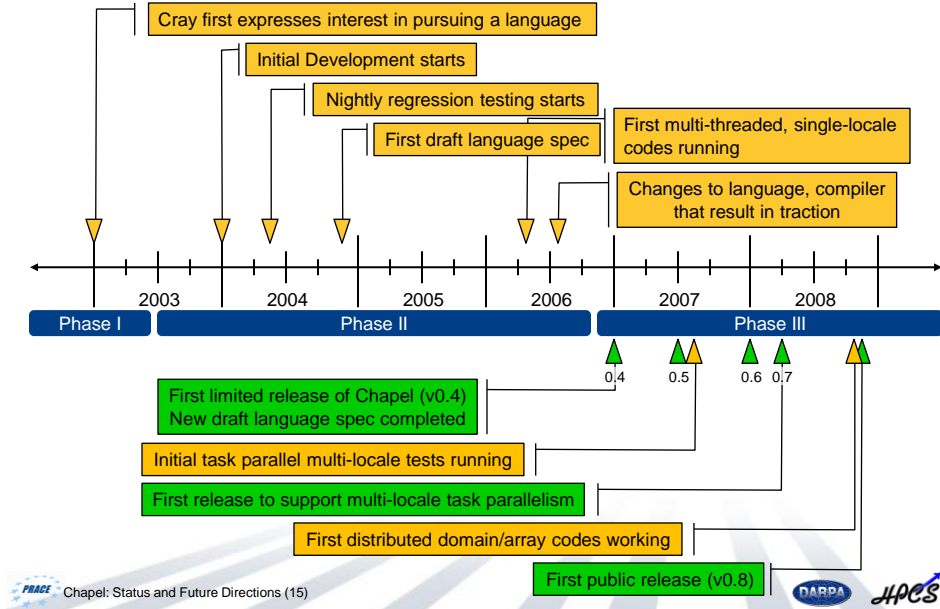 Cray first expresses interest in pursuing a language
Initial Development starts
Nightly regression testing starts
First draft language spec
First multi-threaded, single-locale
codes running
Changes to language, compiler
that result in traction
2003 2004 2005 2006 2007 2008
Phase I Phase II Phase III
0.4 0.5 0.6 0.7
First limited release of Chapel (v0.4)
New draft language spec completed
Initial task parallel multi-locale tests running
First release to support multi-locale task parallelism
First distributed domain/array codes working
First public release (v0.8)
PRACE Chapel: Status and Future Directions (15) DARPA HPCS